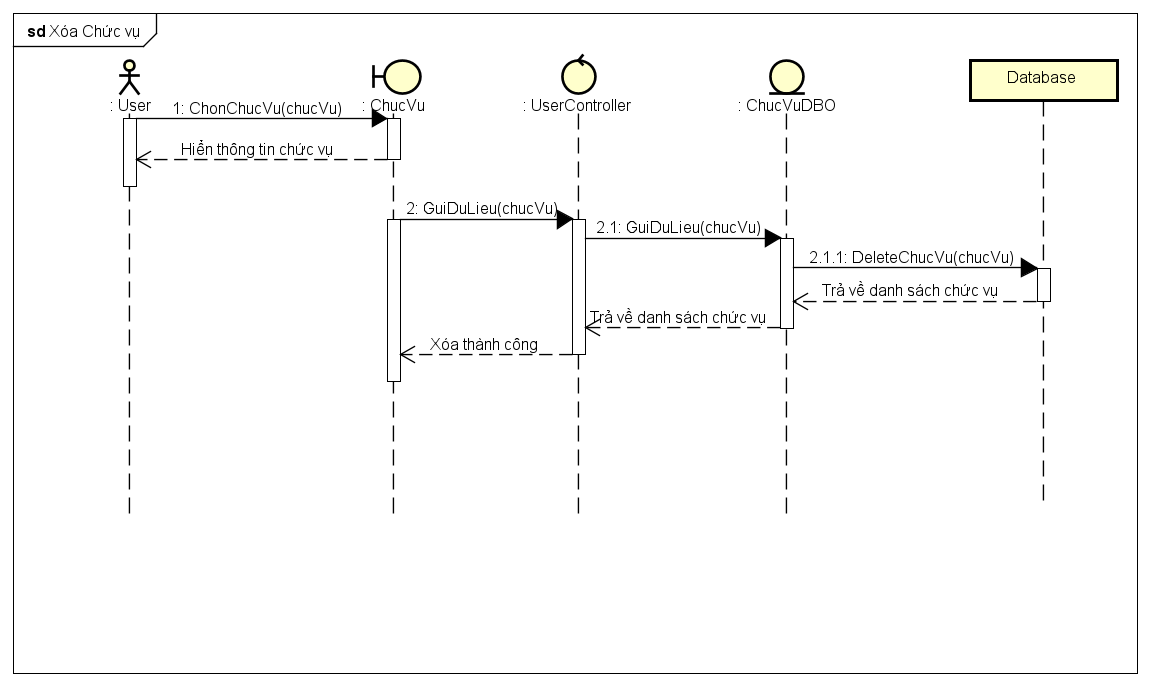 sd Xóa Chức vụ
: User
: ChucVu
: UserController
: ChucVuDBO
Database
1: ChonChucVu(chucVu)
Hiển thông tin chức vụ
2: GuiDuLieu(chucVu)
2.1: GuiDuLieu(chucVu)
2.1.1: DeleteChucVu(chucVu)
Trả về danh sách chức vụ
Trả về danh sách chức vụ
Xóa thành công